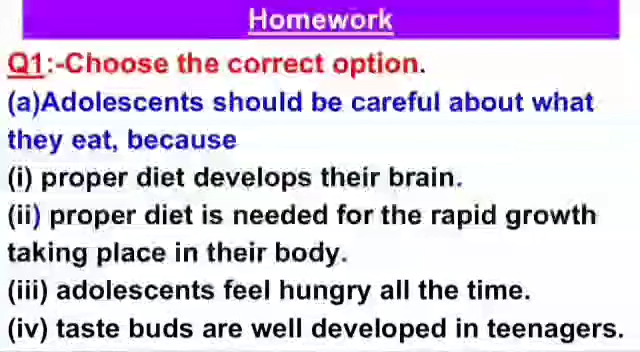 Homework
Q1:-Choose the correct option.
(a)Adolescents should be careful about what
they eat, because
(i) proper diet develops their brain.
(ii) proper diet is needed for the rapid growth
taking place in their body.
(iii) adolescents feel hungry all the time.
(iv) taste buds are well developed in teenagers.